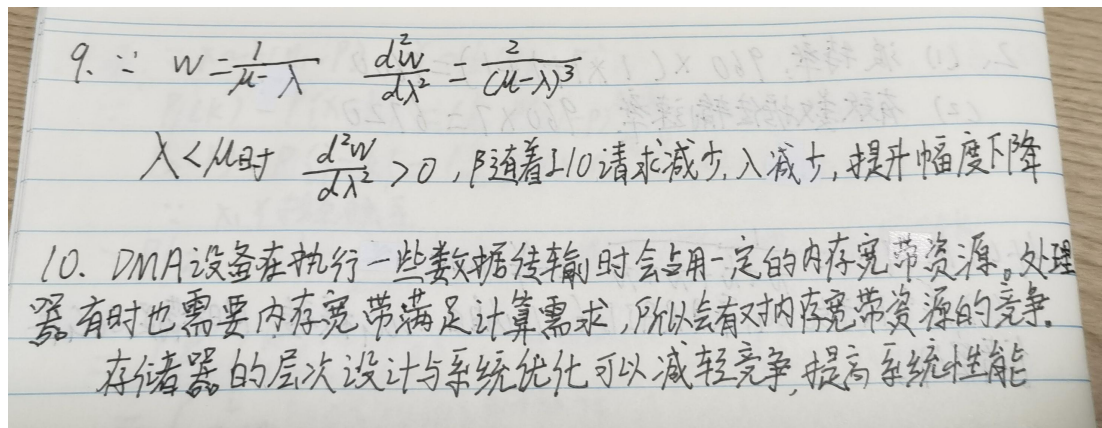 9. ∵ W = 1/(μ-λ) d²W/dλ² = 2/(μ-λ)³
λ<μ时 d²W/dλ² >0，随着I/O请求减少，λ减少，提升幅度下降
10. DMA设备在执行一些数据传输时会占用一定的内存宽带资源。处理
器有时也需要内存宽带满足计算需求，所以会有对内存宽带资源的竞争.
存储器的层次设计与系统优化可以减轻竞争，提高系统性能